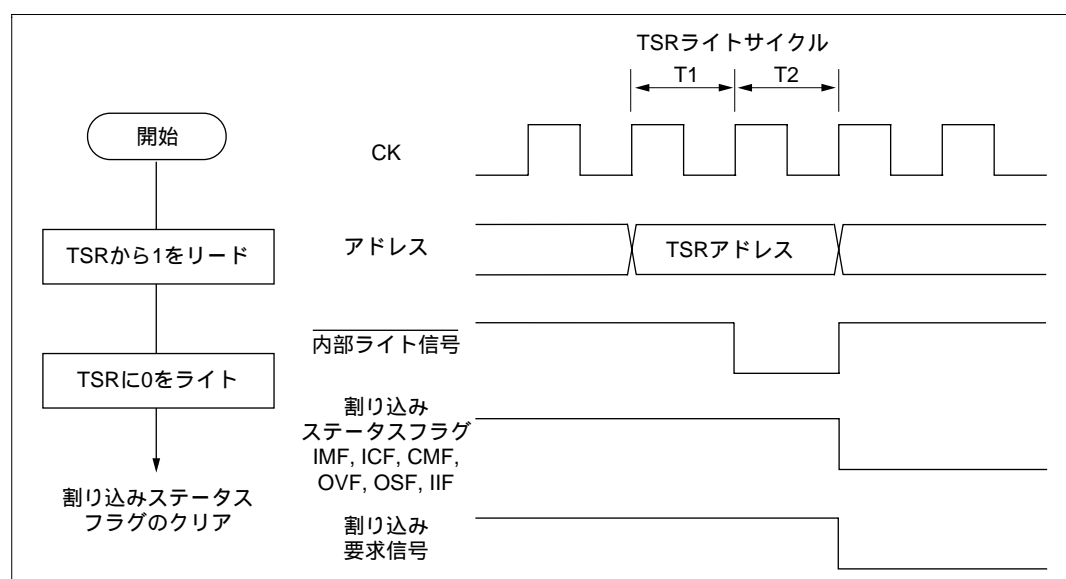 開始
TSRから1をリード
TSRに0をライト
割り込みステータス
フラグのクリア
TSRライトサイクル
T1
T2
CK
アドレス
TSRアドレス
内部ライト信号
割り込み
ステータスフラグ
IMF, ICF, CMF,
OVF, OSF, IIF
割り込み
要求信号